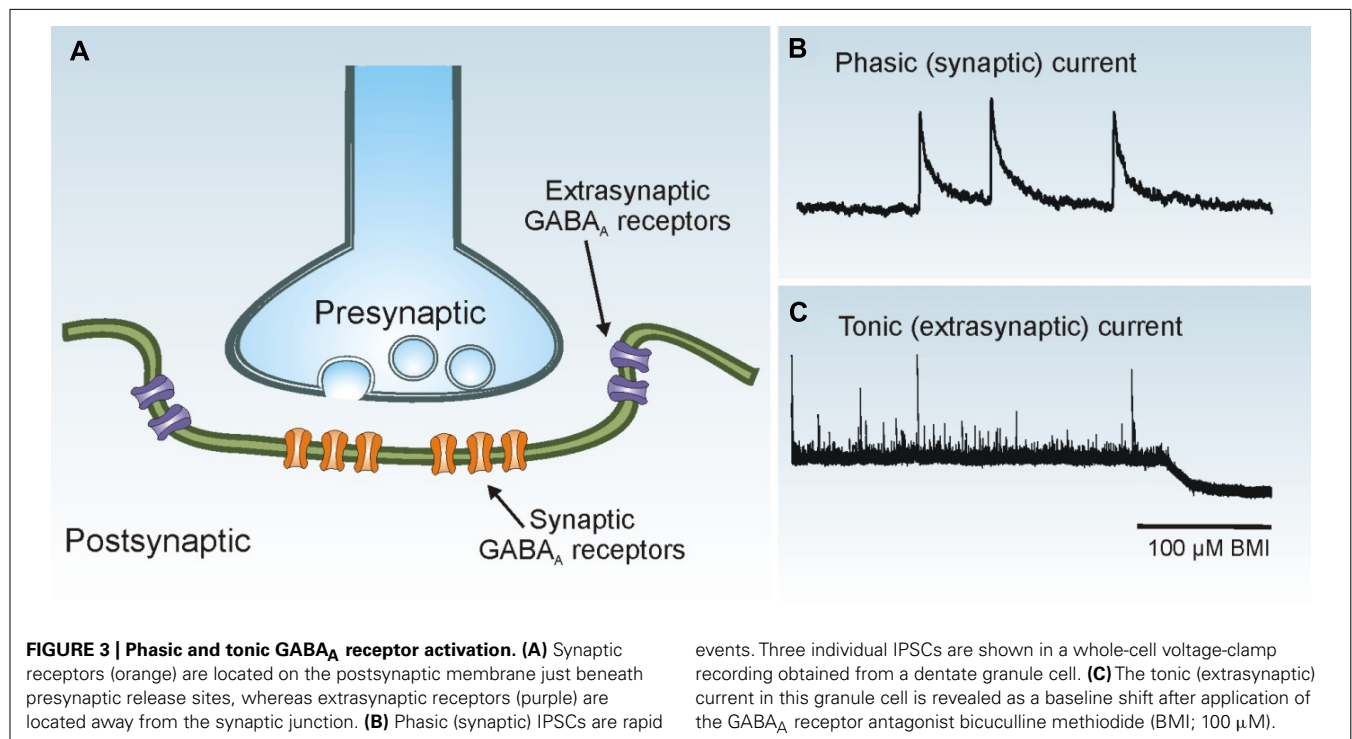 A
Extrasynaptic
GABA_A receptors
Presynaptic
Synaptic
GABA_A receptors
Postsynaptic
B
Phasic (synaptic) current
C
Tonic (extrasynaptic) current
100 µM BMI
FIGURE 3 | Phasic and tonic GABA_A receptor activation. (A) Synaptic
receptors (orange) are located on the postsynaptic membrane just beneath
presynaptic release sites, whereas extrasynaptic receptors (purple) are
located away from the synaptic junction. (B) Phasic (synaptic) IPSCs are rapid
events. Three individual IPSCs are shown in a whole-cell voltage-clamp
recording obtained from a dentate granule cell. (C) The tonic (extrasynaptic)
current in this granule cell is revealed as a baseline shift after application of
the GABA_A receptor antagonist bicuculline methiodide (BMI; 100 µM).